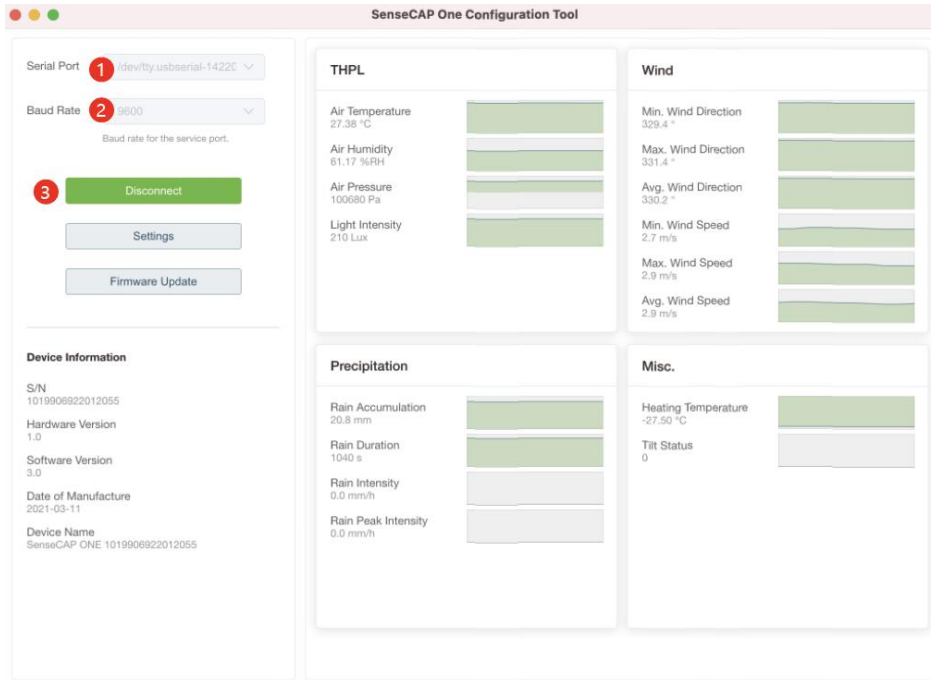 SenseCAP One Configuration Tool
Serial Port
1
/dev/tty.usbserial-1422C
Baud Rate
2
9600
Baud rate for the service port.
3
Disconnect
Settings
Firmware Update
Device Information
S/N
1019906922012055
Hardware Version
1.0
Software Version
3.0
Date of Manufacture
2021-03-11
Device Name
SenseCAP ONE 1019906922012055
THPL
Air Temperature
27.38 °C
Air Humidity
61.17 %RH
Air Pressure
100680 Pa
Light Intensity
210 Lux
Wind
Min. Wind Direction
329.4 °
Max. Wind Direction
331.4 °
Avg. Wind Direction
330.2 °
Min. Wind Speed
2.7 m/s
Max. Wind Speed
2.9 m/s
Avg. Wind Speed
2.9 m/s
Precipitation
Rain Accumulation
20.8 mm
Rain Duration
1040 s
Rain Intensity
0.0 mm/h
Rain Peak Intensity
0.0 mm/h
Misc.
Heating Temperature
-27.50 °C
Tilt Status
0